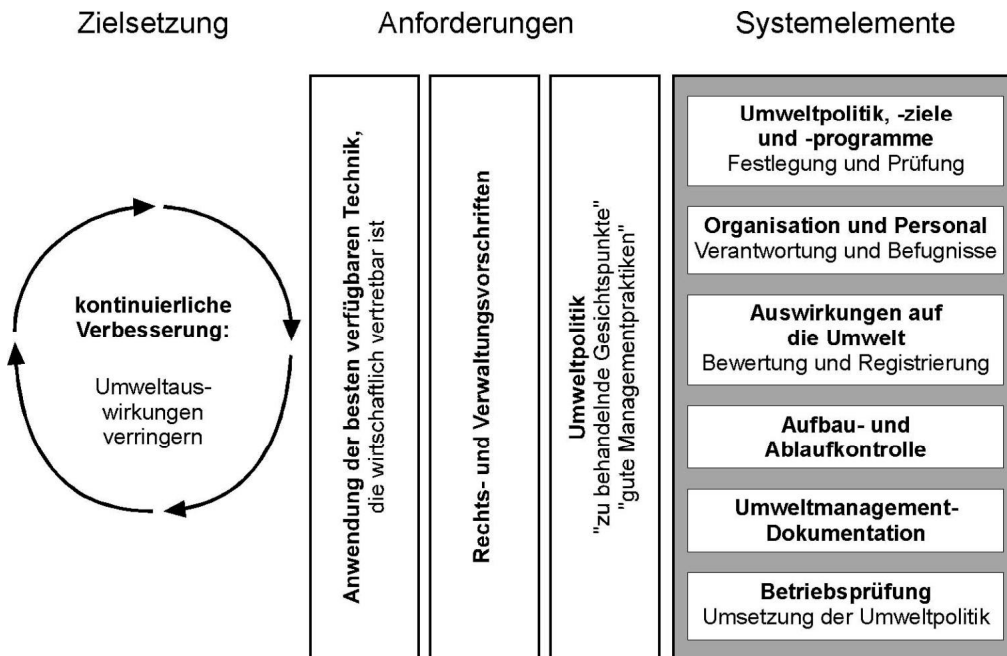 Zielsetzung
Anforderungen
Systemelemente
kontinuierliche
Verbesserung:
Umweltaus-
wirkungen
verringern
Anwendung der besten verfügbaren Technik,
die wirtschaftlich vertretbar ist
Rechts- und Verwaltungsvorschriften
Umweltpolitik
"zu behandelnde Gesichtspunkte"
"gute Managementpraktiken"
Umweltpolitik, -ziele
und -programme
Festlegung und Prüfung
Organisation und Personal
Verantwortung und Befugnisse
Auswirkungen auf
die Umwelt
Bewertung und Registrierung
Aufbau- und
Ablaufkontrolle
Umweltmanagement-
Dokumentation
Betriebsprüfung
Umsetzung der Umweltpolitik